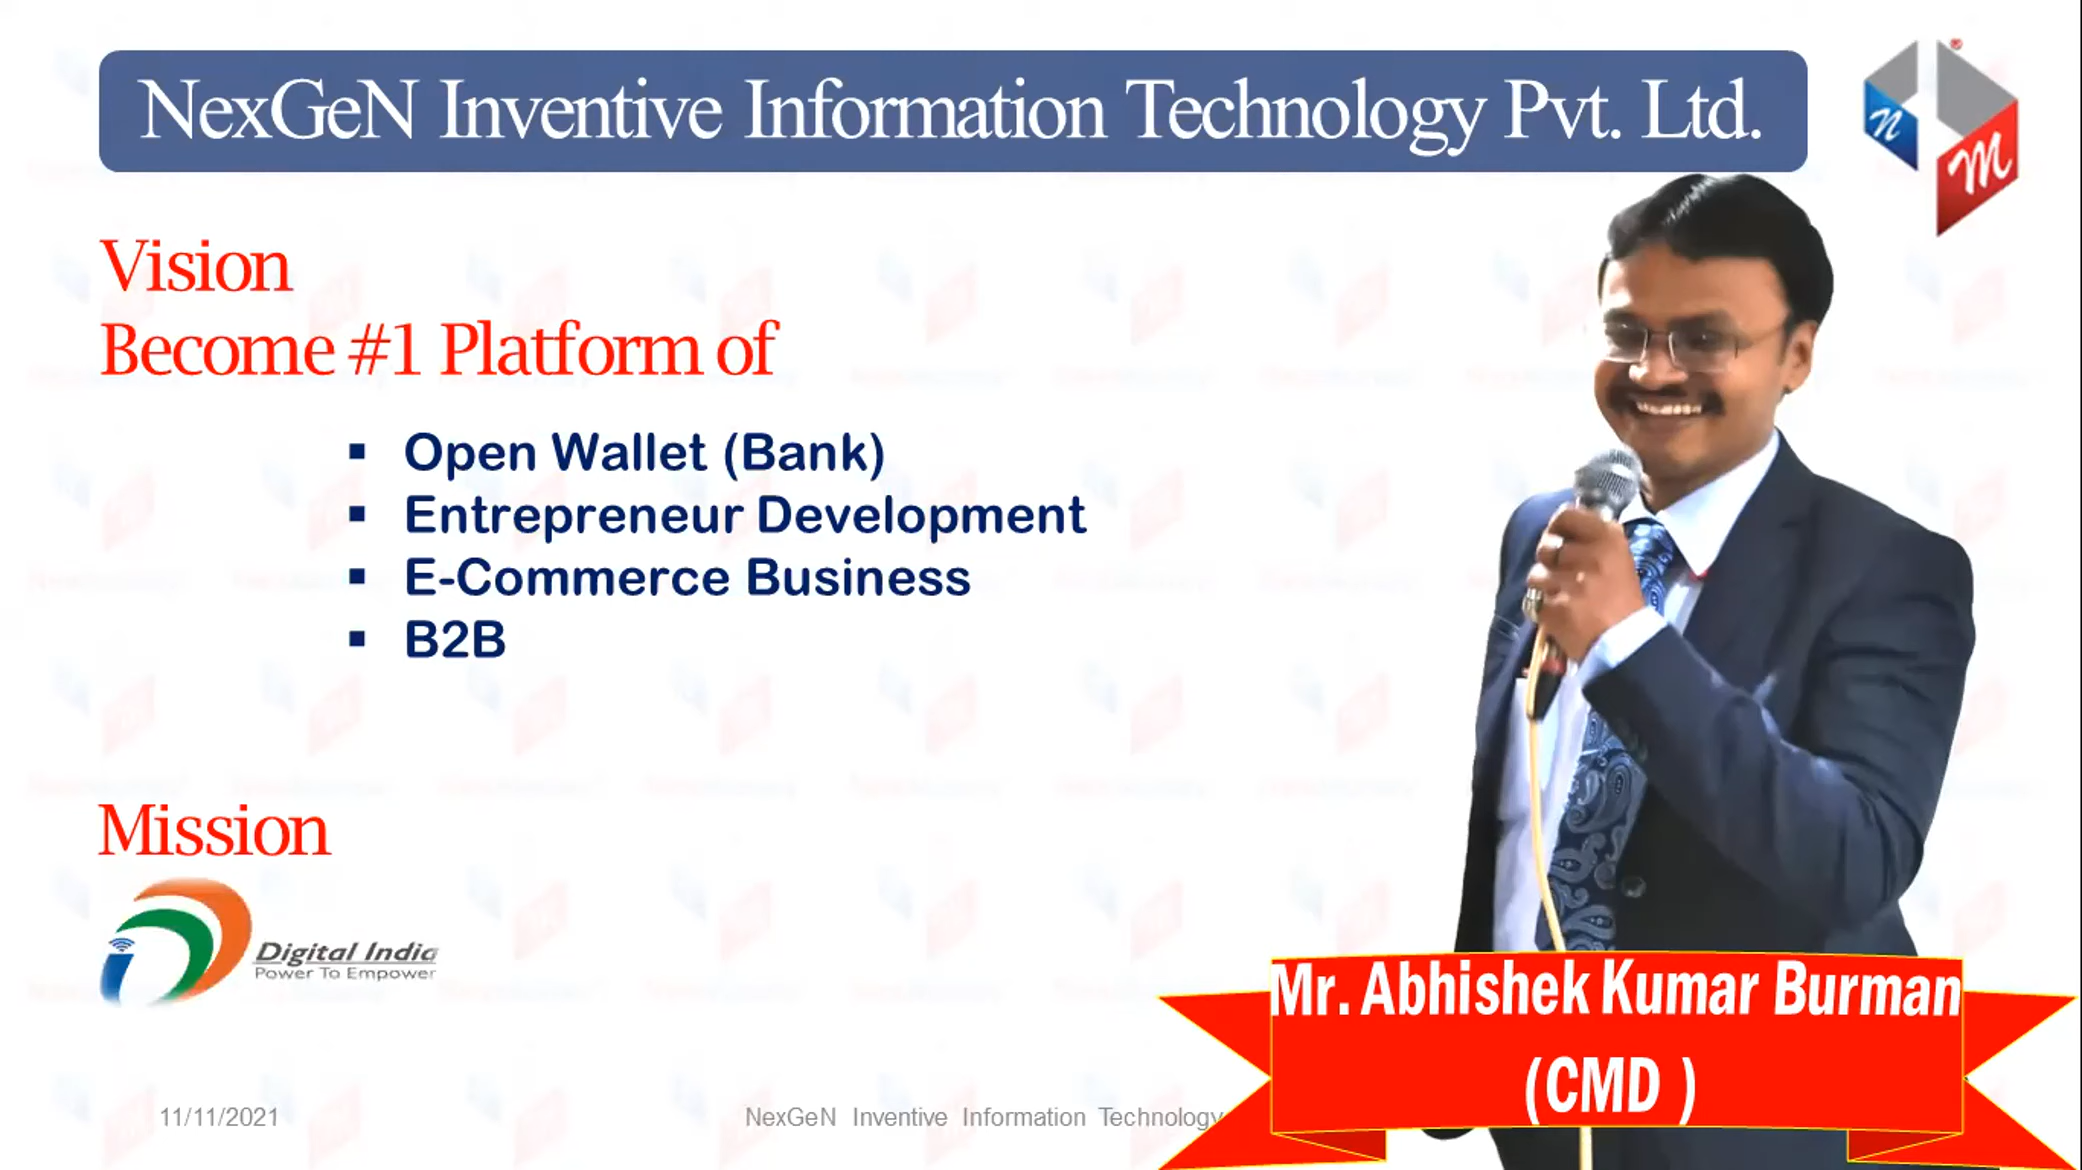 NexGeN Inventive Information Technology Pvt. Ltd.
n
m
®
Vision
Become #1 Platform of
▪ Open Wallet (Bank)
▪ Entrepreneur Development
▪ E-Commerce Business
▪ B2B
Mission
Digital India
Power To Empower
Mr. Abhishek Kumar Burman
(CMD )
11/11/2021
NexGeN Inventive Information Technology